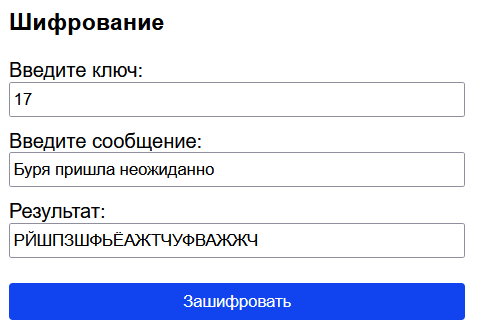 Шифрование
Введите ключ:
17
Введите сообщение:
Буря пришла неожиданно
Результат:
РЙШПЗШФЬЁАЖТЧУФВАЖЖЧ
Зашифровать